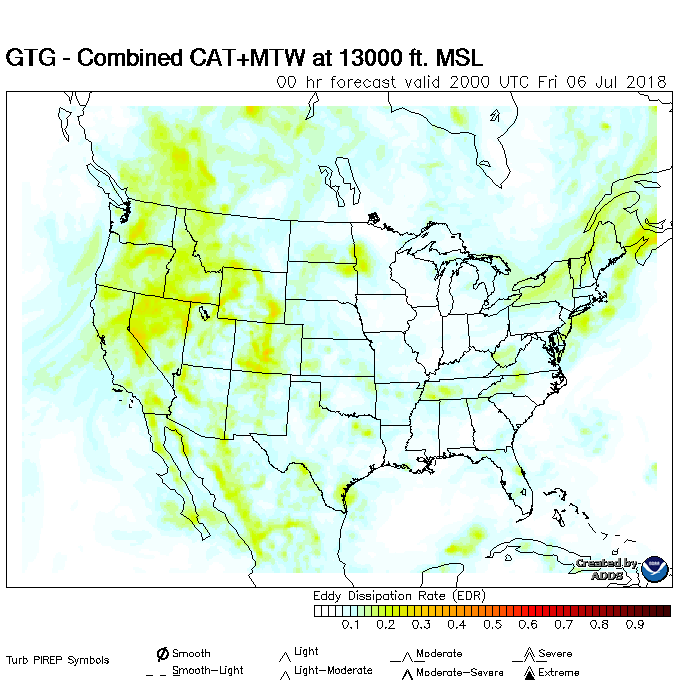 GTG - Combined CAT+MTW at 13000 ft. MSL
00 hr forecast valid 2000 UTC Fri 06 Jul 2018
Created by
ADDS
Eddy Dissipation Rate (EDR)
0.1 0.2 0.3 0.4 0.5 0.6 0.7 0.8 0.9
Turb PIREP Symbols
Smooth Light Moderate Severe
Smooth-Light Light-Moderate Moderate-Severe Extreme